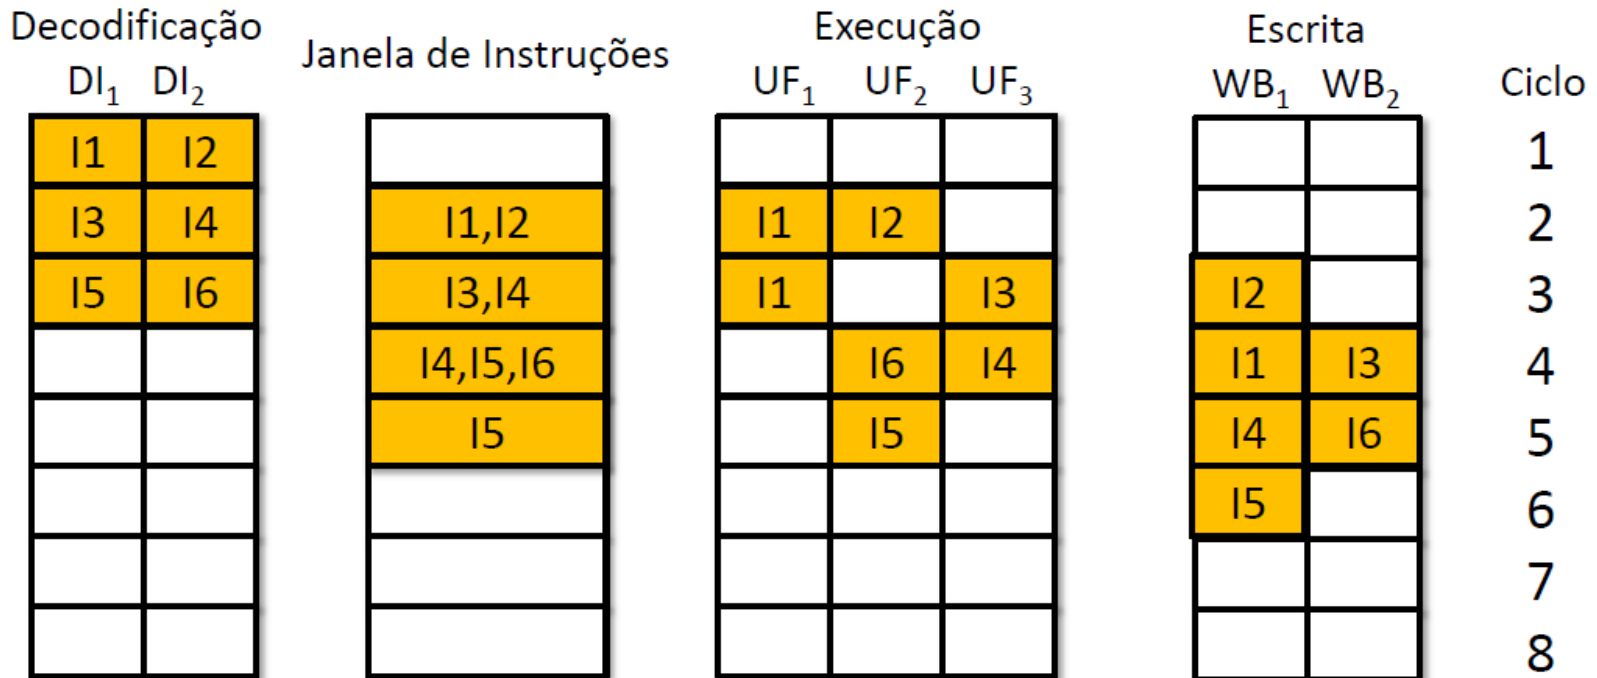 Decodificação Janela de Instruções Execução Escrita
DI₁ DI₂ UF₁ UF₂ UF₃ WB₁ WB₂ Ciclo
I1 I2 1
I3 I4 I1,I2 I1 I2 2
I5 I6 I3,I4 I1 I3 I2 3
I4,I5,I6 I6 I4 I1 I3 4
I5 I5 I4 I6 5
I5 6
7
8